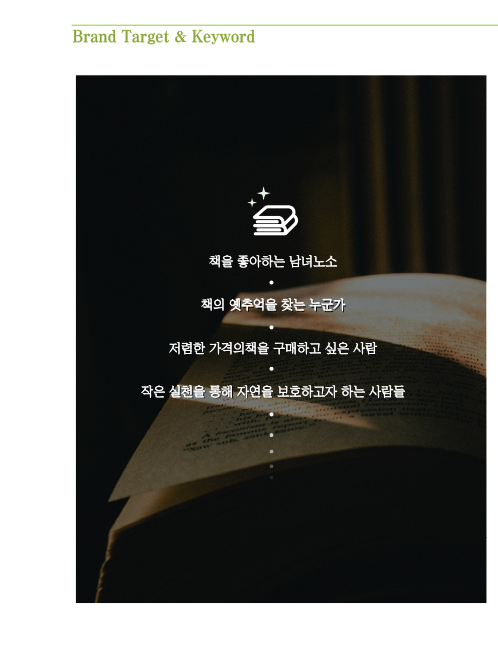 Brand Target & Keyword
책을 좋아하는 남녀노소
책의 옛추억을 찾는 누군가
저렴한 가격의책을 구매하고 싶은 사람
작은 실천을 통해 자연을 보호하고자 하는 사람들